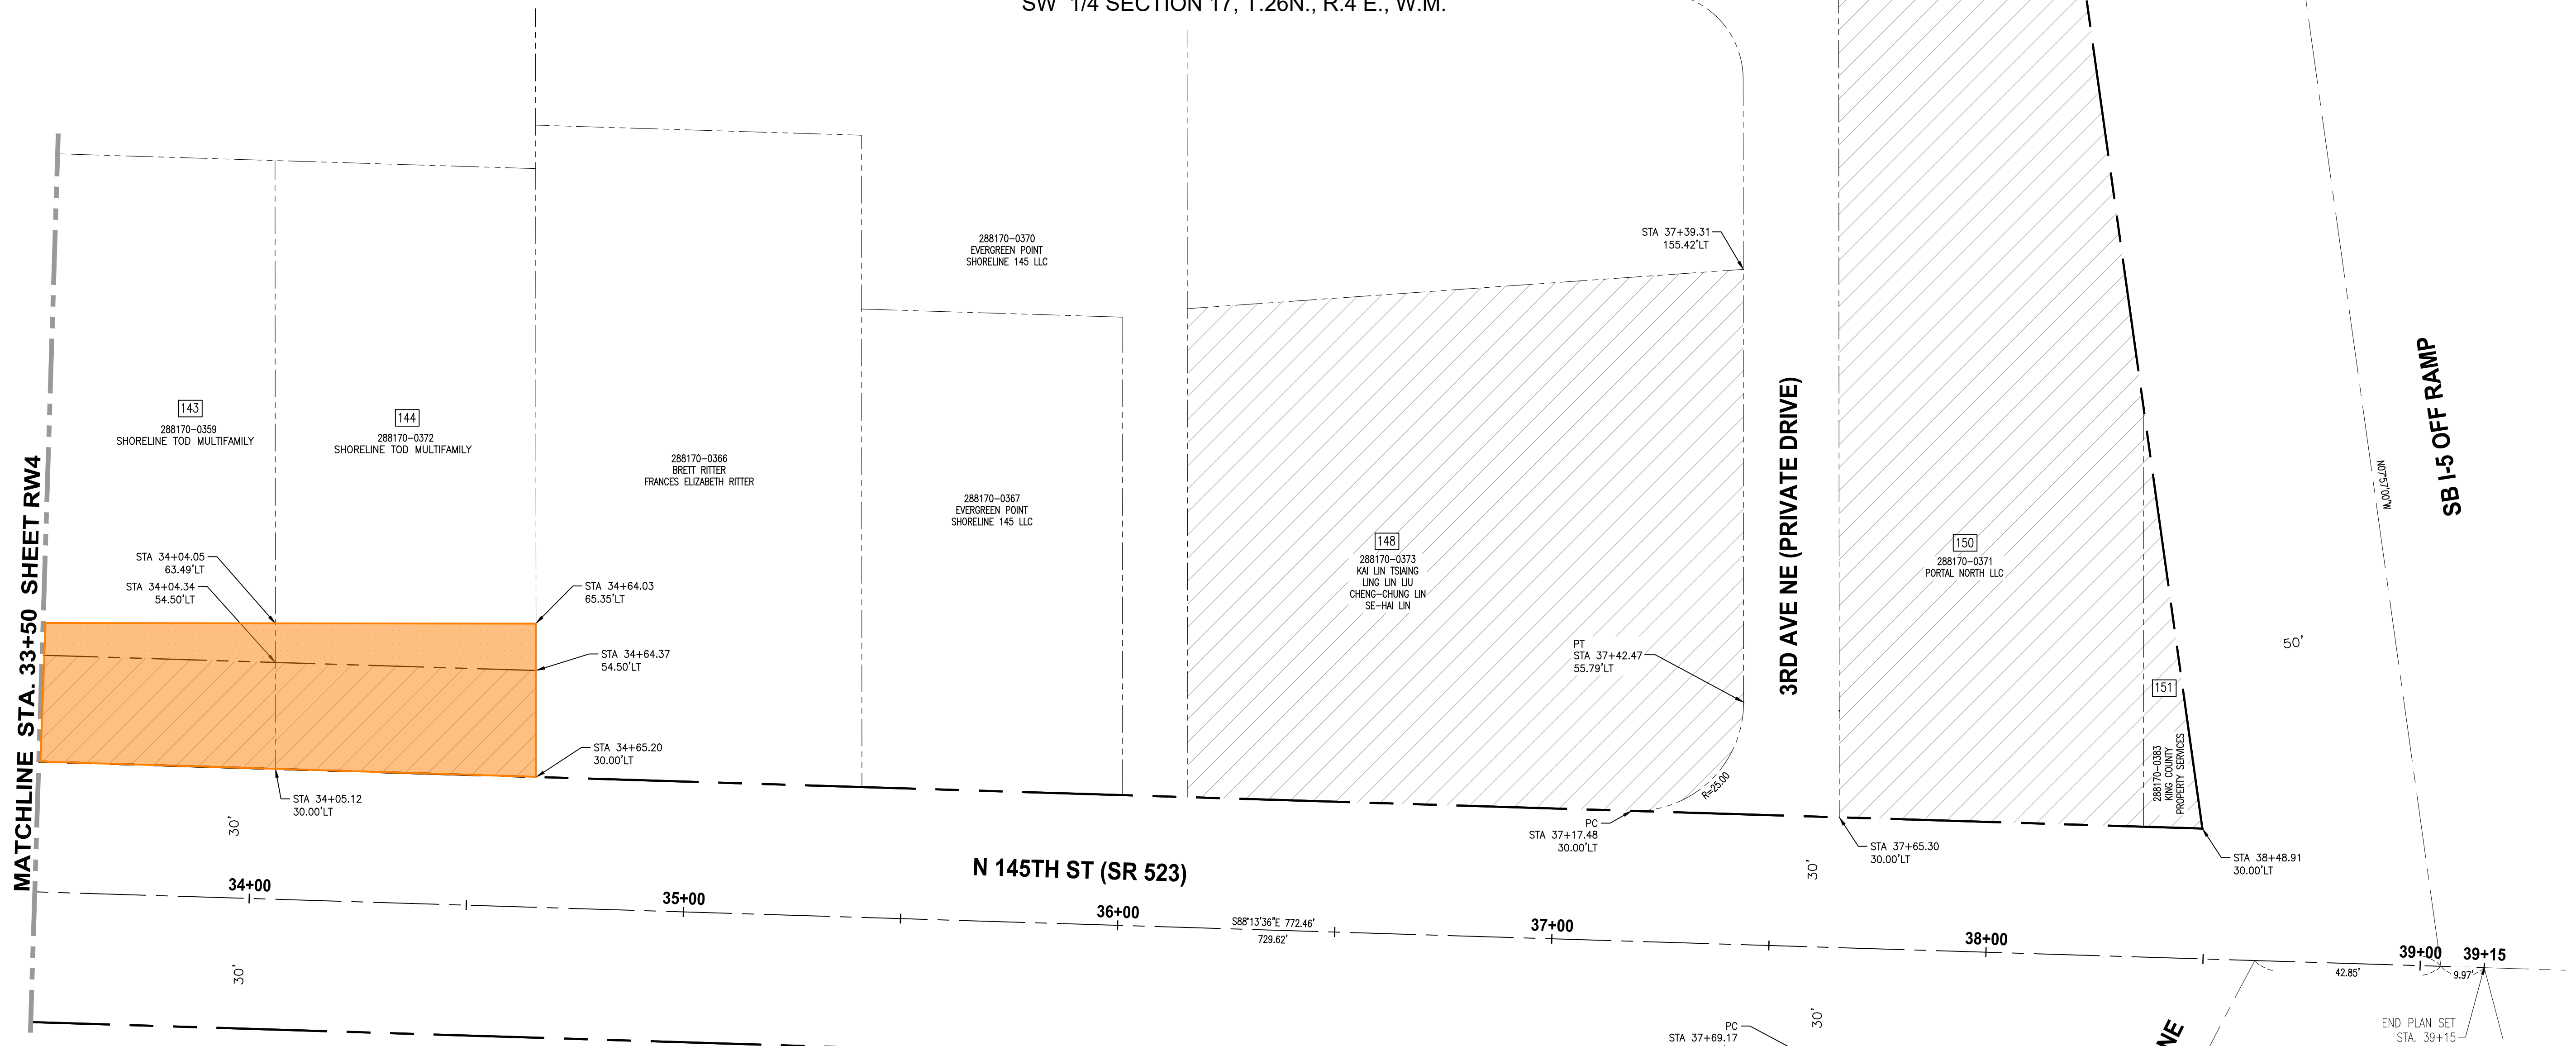 SW 1/4 SECTION 17, T.26N., R.4 E., W.M.
288170-0370
EVERGREEN POINT
SHORELINE 145 LLC
STA 37+39.31
155.42'LT
143
288170-0359
SHORELINE TOD MULTIFAMILY
144
288170-0372
SHORELINE TOD MULTIFAMILY
288170-0366
BRETT RITTER
FRANCES ELIZABETH RITTER
288170-0367
EVERGREEN POINT
SHORELINE 145 LLC
148
288170-0373
KAI LIN TSIAING
LING LIN LIU
CHENG-CHUNG LIN
SE-HAI LIN
3RD AVE NE (PRIVATE DRIVE)
150
288170-0371
PORTAL NORTH LLC
N07°57'00"W
SB I-5 OFF RAMP
MATCHLINE STA. 33+50 SHEET RW4
STA 34+04.05
63.49'LT
STA 34+04.34
54.50'LT
STA 34+64.03
65.35'LT
STA 34+64.37
54.50'LT
STA 34+65.20
30.00'LT
STA 34+05.12
30.00'LT
PT
STA 37+42.47
55.79'LT
R=25.00
PC
STA 37+17.48
30.00'LT
151
288170-0383
KING COUNTY
PROPERTY SERVICES
50'
STA 37+65.30
30.00'LT
STA 38+48.91
30.00'LT
30'
30'
N 145TH ST (SR 523)
34+00
35+00
36+00
S88°13'36"E 772.46'
729.62'
37+00
38+00
39+00
39+15
42.85'
9.97'
30'
30'
PC
STA 37+69.17
NE
END PLAN SET
STA. 39+15